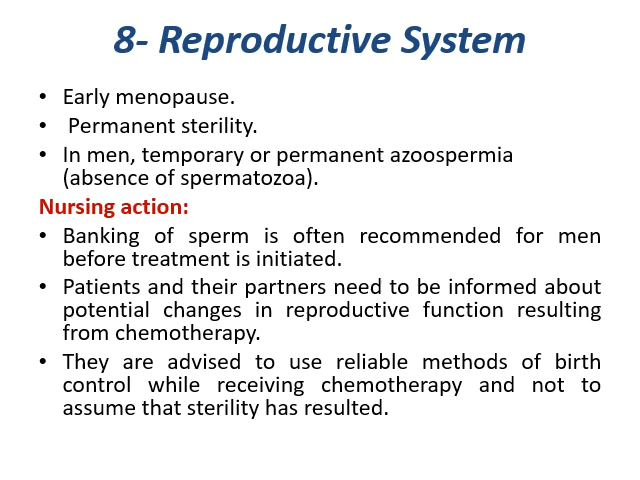 8- Reproductive System
• Early menopause.
• Permanent sterility.
• In men, temporary or permanent azoospermia
(absence of spermatozoa).
Nursing action:
• Banking of sperm is often recommended for men
before treatment is initiated.
• Patients and their partners need to be informed about
potential changes in reproductive function resulting
from chemotherapy.
• They are advised to use reliable methods of birth
control while receiving chemotherapy and not to
assume that sterility has resulted.